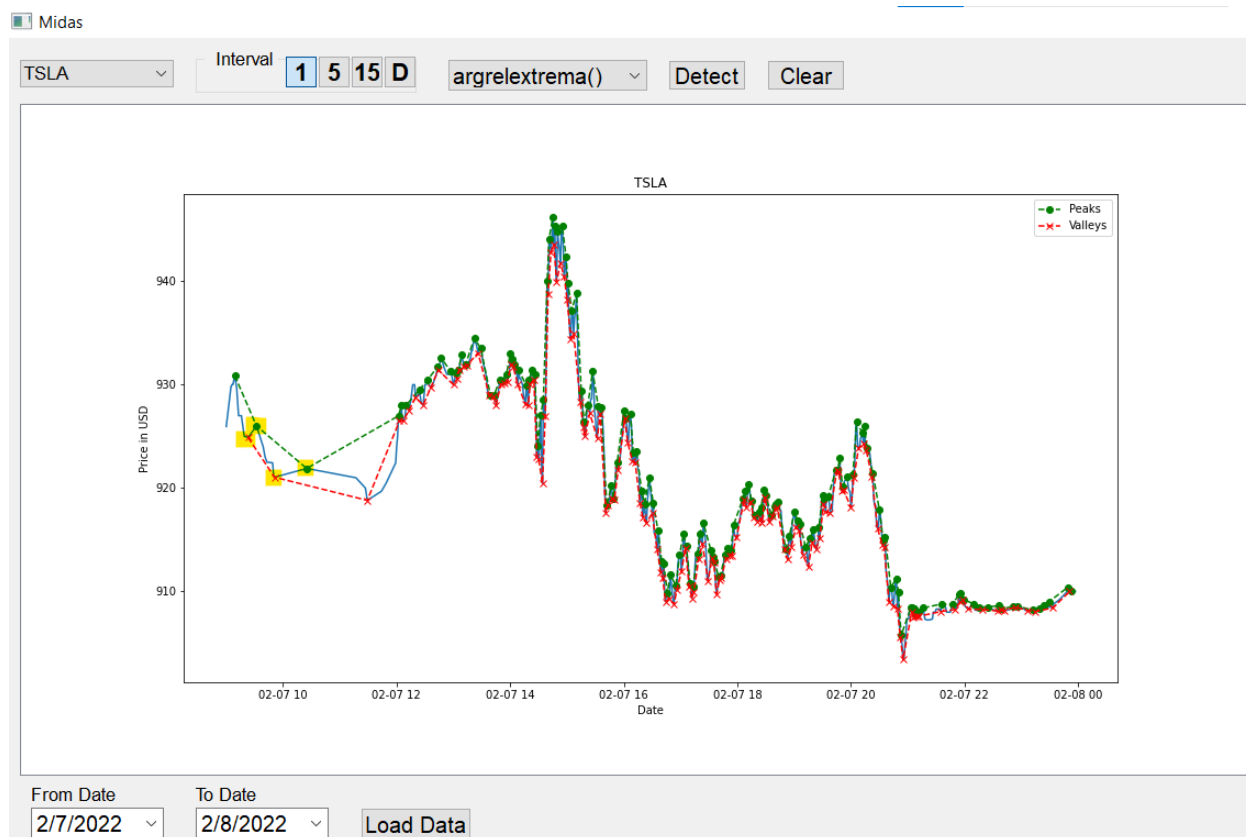 Midas
TSLA
Interval
1 5 15 D
argrelextrema()
Detect
Clear
TSLA
Peaks
Valleys
Price in USD
940
930
920
910
02-07 10 02-07 12 02-07 14 02-07 16 02-07 18 02-07 20 02-07 22 02-08 00
Date
From Date To Date
2/7/2022 2/8/2022 Load Data